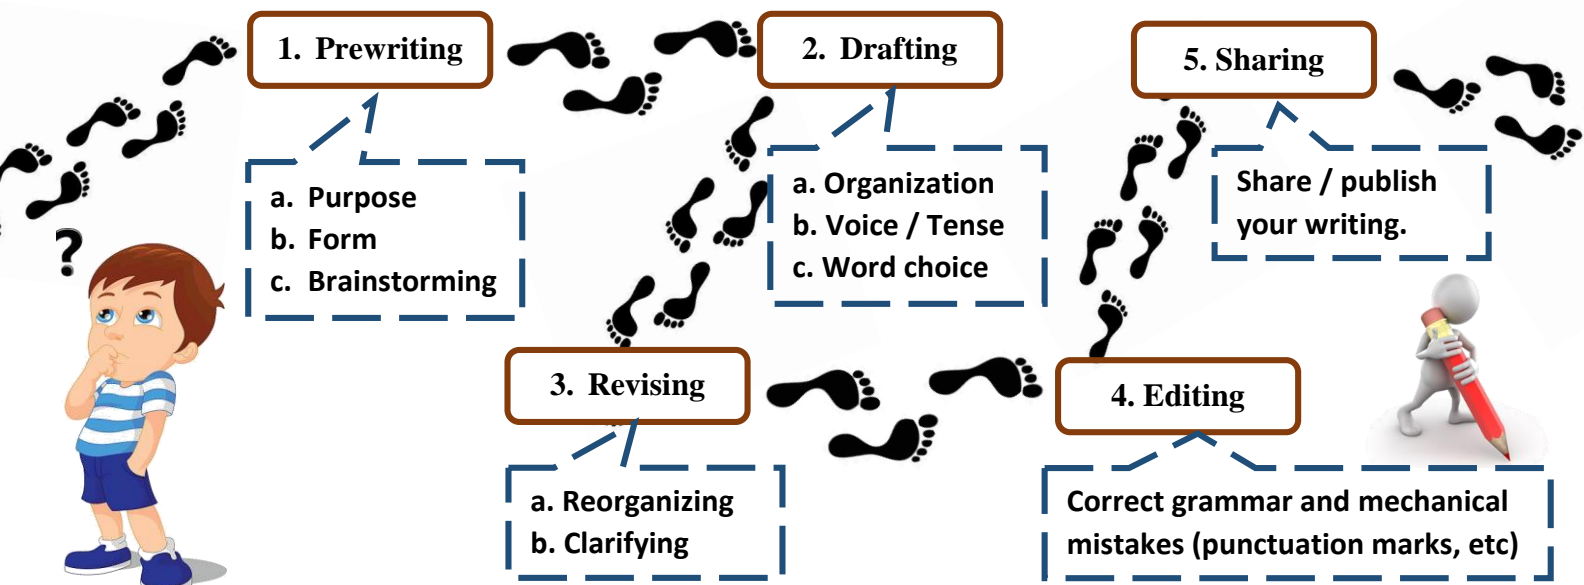 1. Prewriting
a. Purpose
b. Form
c. Brainstorming
2. Drafting
a. Organization
b. Voice / Tense
c. Word choice
3. Revising
a. Reorganizing
b. Clarifying
4. Editing
Correct grammar and mechanical
mistakes (punctuation marks, etc)
5. Sharing
Share / publish
your writing.
?